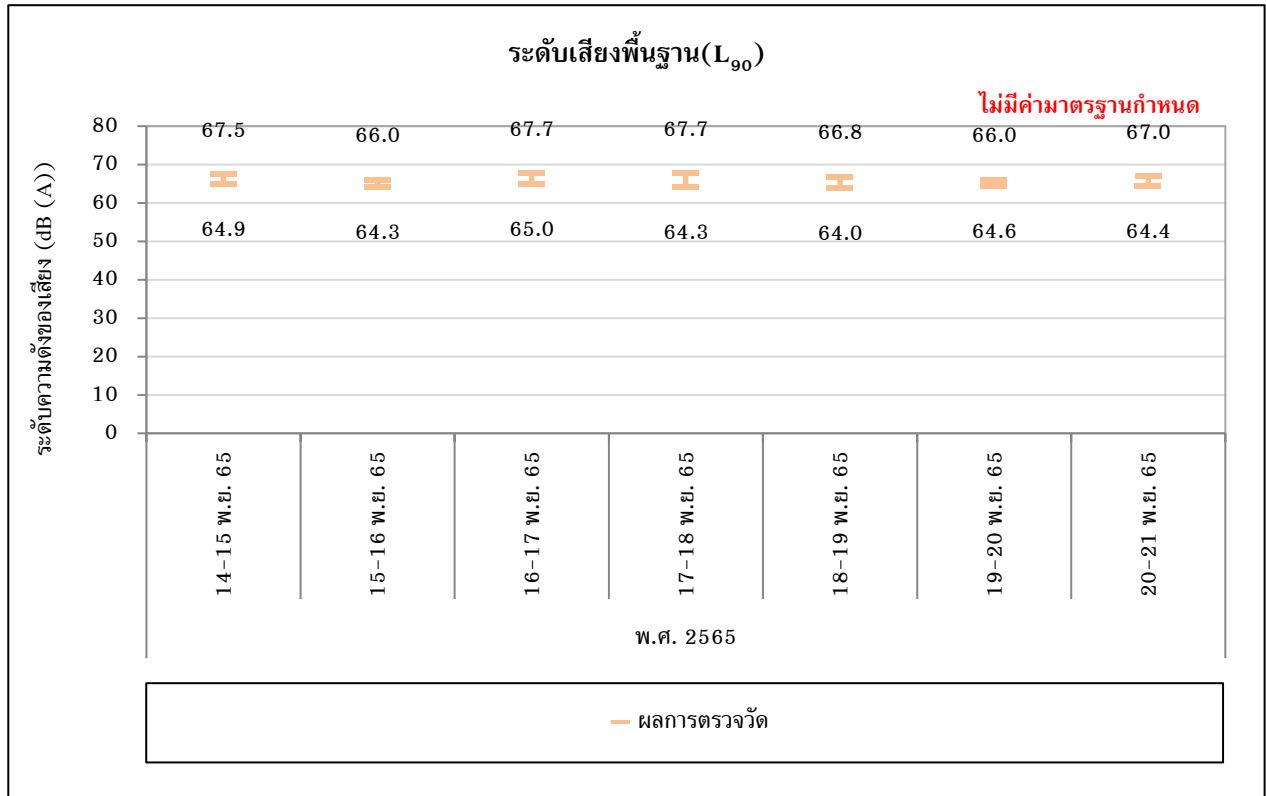 ระดับเสียงพื้นฐาน(L90)
ไม่มีค่ามาตรฐานกำหนด
ระดับความดังของเสียง (dB (A))
80
70
60
50
40
30
20
10
0
67.5 66.0 67.7 67.7 66.8 66.0 67.0
64.9 64.3 65.0 64.3 64.0 64.6 64.4
14-15 พ.ย. 65
15-16 พ.ย. 65
16-17 พ.ย. 65
17-18 พ.ย. 65
18-19 พ.ย. 65
19-20 พ.ย. 65
20-21 พ.ย. 65
พ.ศ. 2565
ผลการตรวจวัด